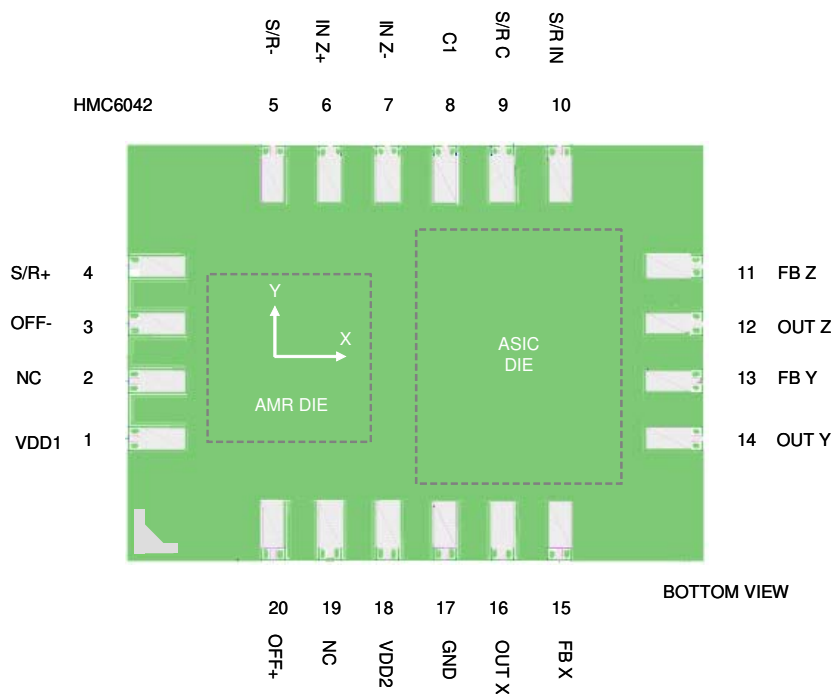 S/R-
IN Z+
IN Z-
C1
S/R C
S/R IN
HMC6042
5
6
7
8
9
10
S/R+ 4
OFF- 3
NC 2
VDD1 1
Y
X
AMR DIE
ASIC
DIE
11 FB Z
12 OUT Z
13 FB Y
14 OUT Y
BOTTOM VIEW
20
19
18
17
16
15
OFF+
NC
VDD2
GND
OUT X
FB X